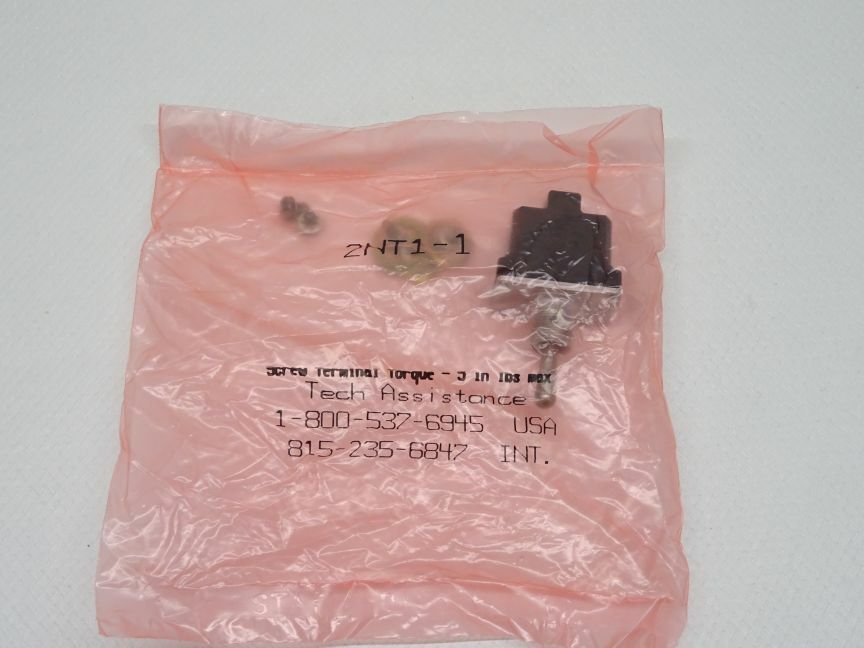 2NT1-1
Screw Terminal Torque - 5 in lbs max
Tech Assistance
1-800-537-6945 USA
815-235-6847 INT.